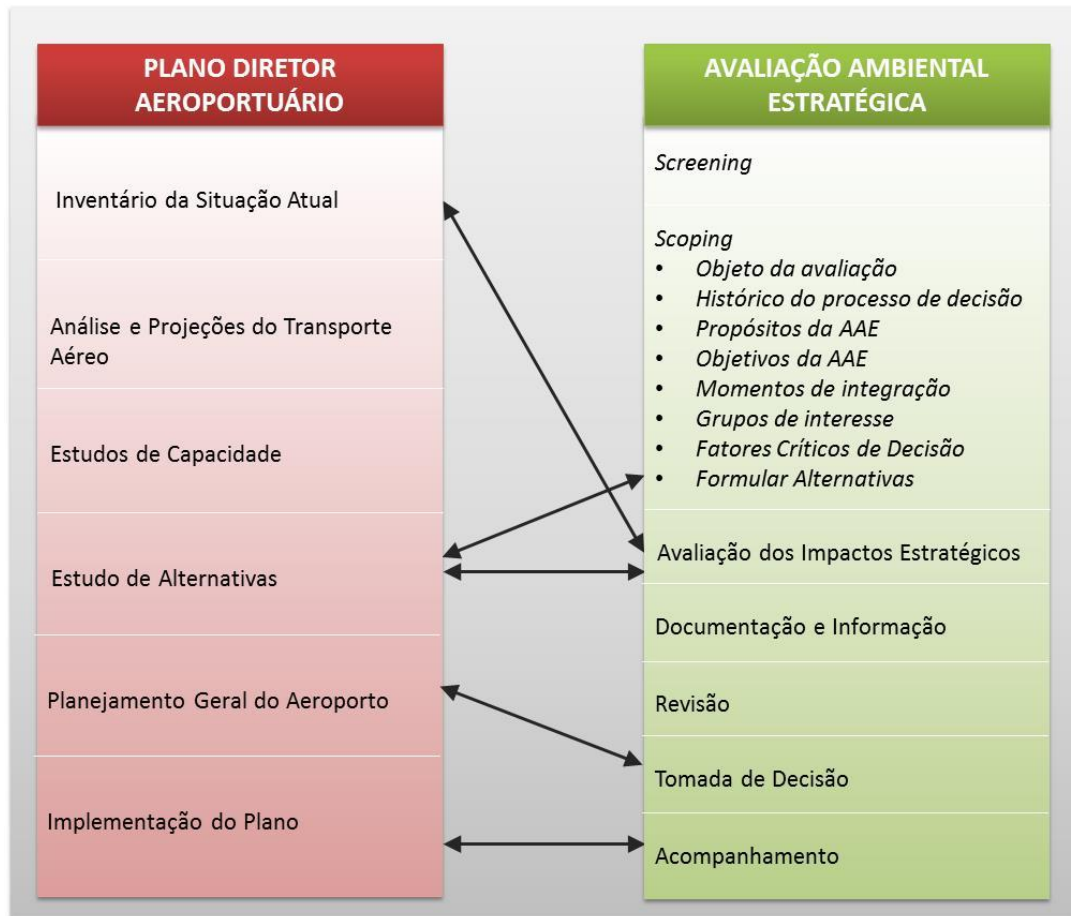 PLANO DIRETOR
AEROPORTUÁRIO
Inventário da Situação Atual
Análise e Projeções do Transporte
Aéreo
Estudos de Capacidade
Estudo de Alternativas
Planejamento Geral do Aeroporto
Implementação do Plano
AVALIAÇÃO AMBIENTAL
ESTRATÉGICA
Screening
Scoping
• Objeto da avaliação
• Histórico do processo de decisão
• Propósitos da AAE
• Objetivos da AAE
• Momentos de integração
• Grupos de interesse
• Fatores Críticos de Decisão
• Formular Alternativas
Avaliação dos Impactos Estratégicos
Documentação e Informação
Revisão
Tomada de Decisão
Acompanhamento